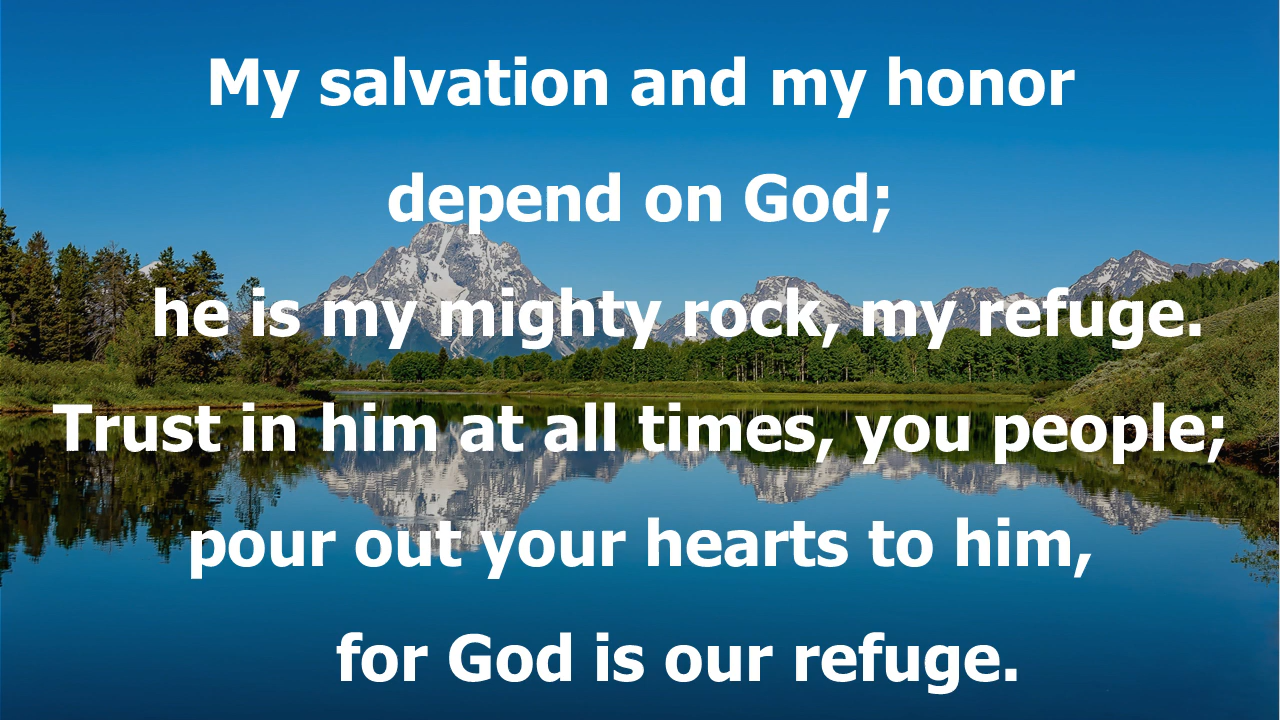 My salvation and my honor
depend on God;
he is my mighty rock, my refuge.
Trust in him at all times, you people;
pour out your hearts to him,
for God is our refuge.